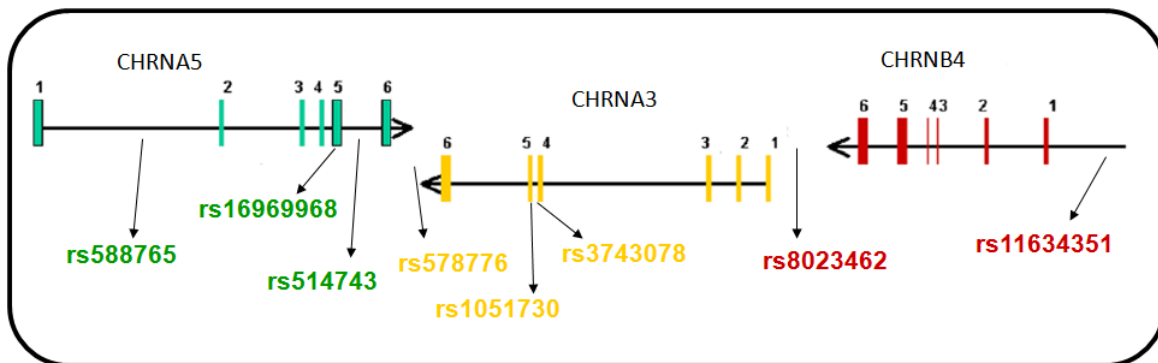 CHRNA5
1 2 3 4 5 6
rs588765
rs16969968
rs514743
CHRNA3
6 5 4 3 2 1
rs578776
rs1051730
rs3743078
CHRNB4
6 5 4 3 2 1
rs8023462
rs11634351